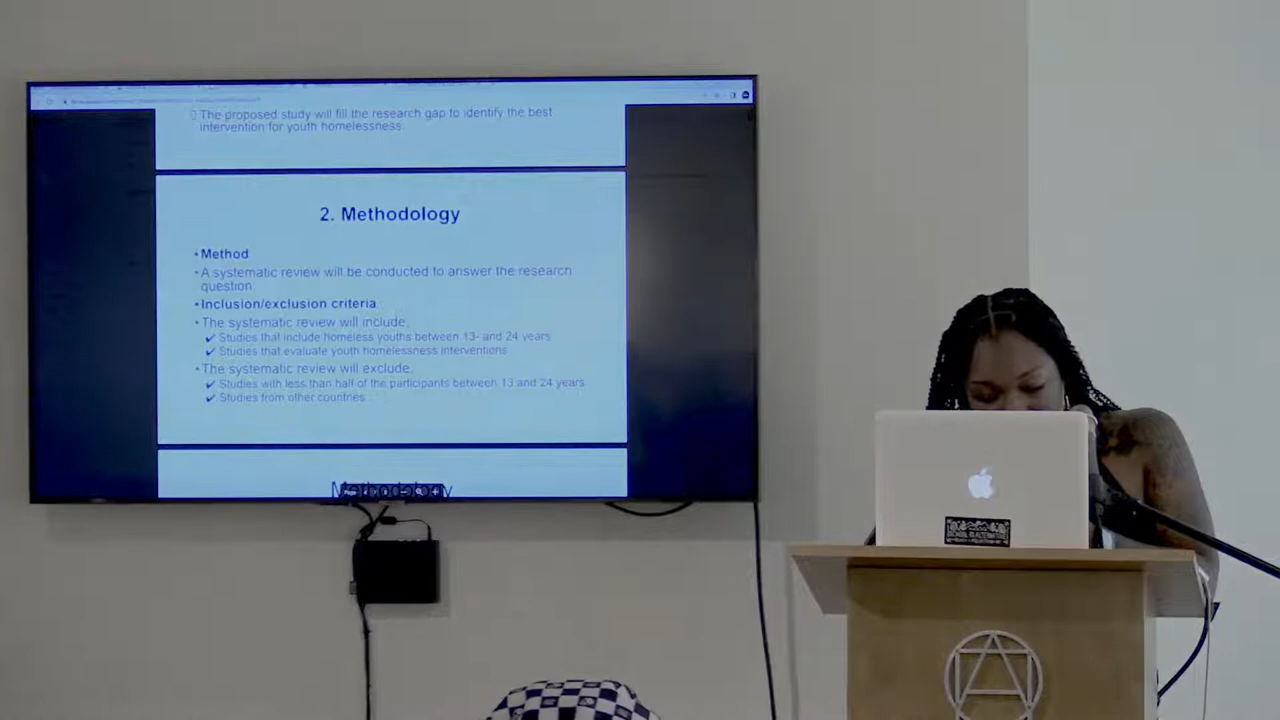 The proposed study will fill the research gap to identify the best
intervention for youth homelessness.
2. Methodology
• Method
• A systematic review will be conducted to answer the research
question.
• Inclusion/exclusion criteria
• The systematic review will include,
✓ Studies that include homeless youths between 13- and 24 years
✓ Studies that evaluate youth homelessness interventions
• The systematic review will exclude,
✓ Studies with less than half of the participants between 13 and 24 years
✓ Studies from other countries
Methodology